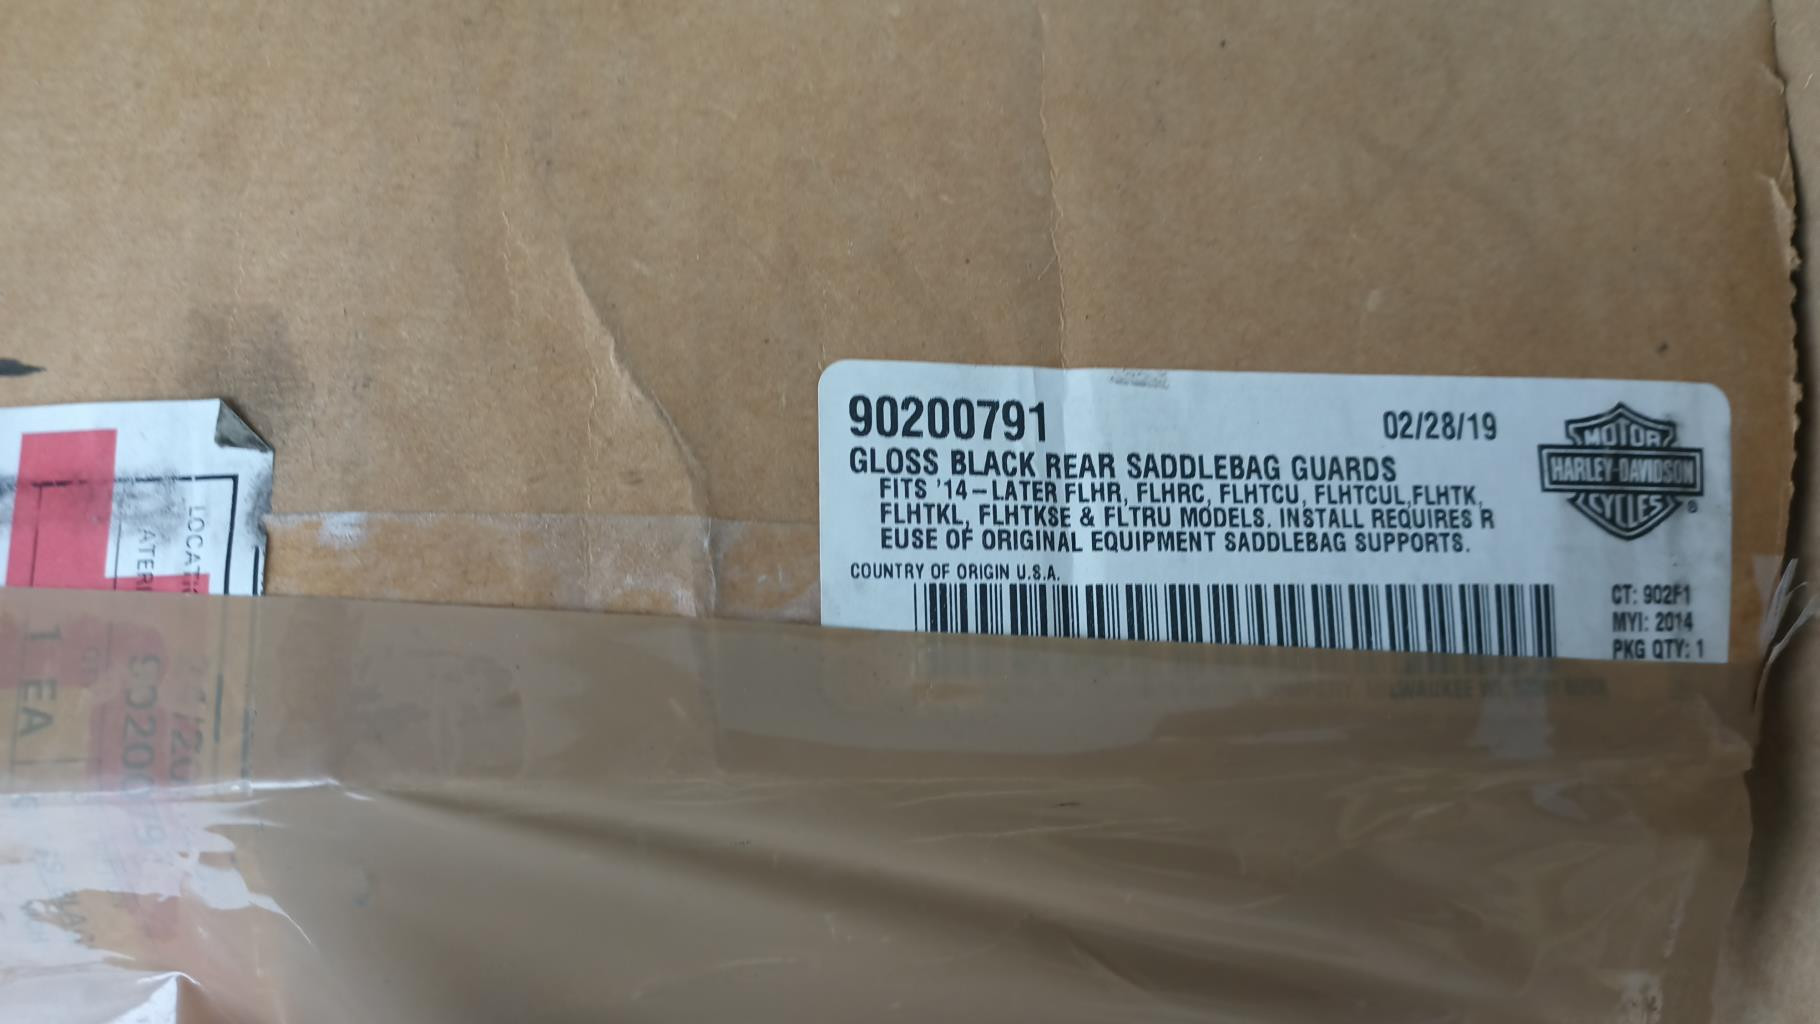 90200791
02/28/19
GLOSS BLACK REAR SADDLEBAG GUARDS
FITS '14-LATER FLHR, FLHRC, FLHTCU, FLHTCUL,FLHTK,
FLHTKL, FLHTKSE & FLTRU MODELS. INSTALL REQUIRES R
EUSE OF ORIGINAL EQUIPMENT SADDLEBAG SUPPORTS.
COUNTRY OF ORIGIN U.S.A.
MOTOR
HARLEY-DAVIDSON
CYCLES
®
CT: 902F1
MYI: 2014
PKG QTY: 1
MILWAUKEE WI
1 EA